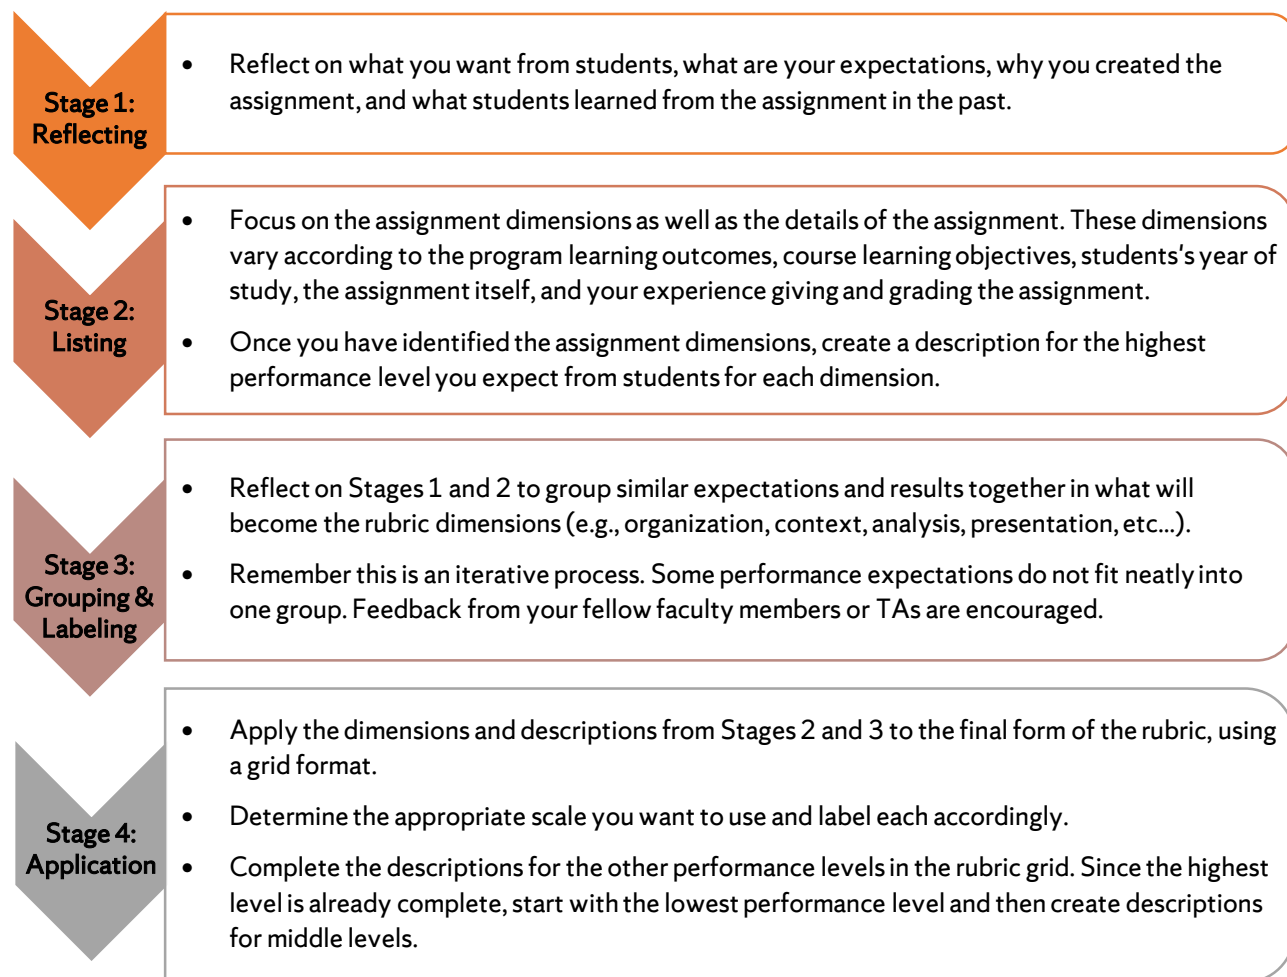 Stage 1:
Reflecting
• Reflect on what you want from students, what are your expectations, why you created the
assignment, and what students learned from the assignment in the past.
Stage 2:
Listing
• Focus on the assignment dimensions as well as the details of the assignment. These dimensions
vary according to the program learning outcomes, course learning objectives, students's year of
study, the assignment itself, and your experience giving and grading the assignment.
• Once you have identified the assignment dimensions, create a description for the highest
performance level you expect from students for each dimension.
Stage 3:
Grouping &
Labeling
• Reflect on Stages 1 and 2 to group similar expectations and results together in what will
become the rubric dimensions (e.g., organization, context, analysis, presentation, etc...).
• Remember this is an iterative process. Some performance expectations do not fit neatly into
one group. Feedback from your fellow faculty members or TAs are encouraged.
Stage 4:
Application
• Apply the dimensions and descriptions from Stages 2 and 3 to the final form of the rubric, using
a grid format.
• Determine the appropriate scale you want to use and label each accordingly.
• Complete the descriptions for the other performance levels in the rubric grid. Since the highest
level is already complete, start with the lowest performance level and then create descriptions
for middle levels.